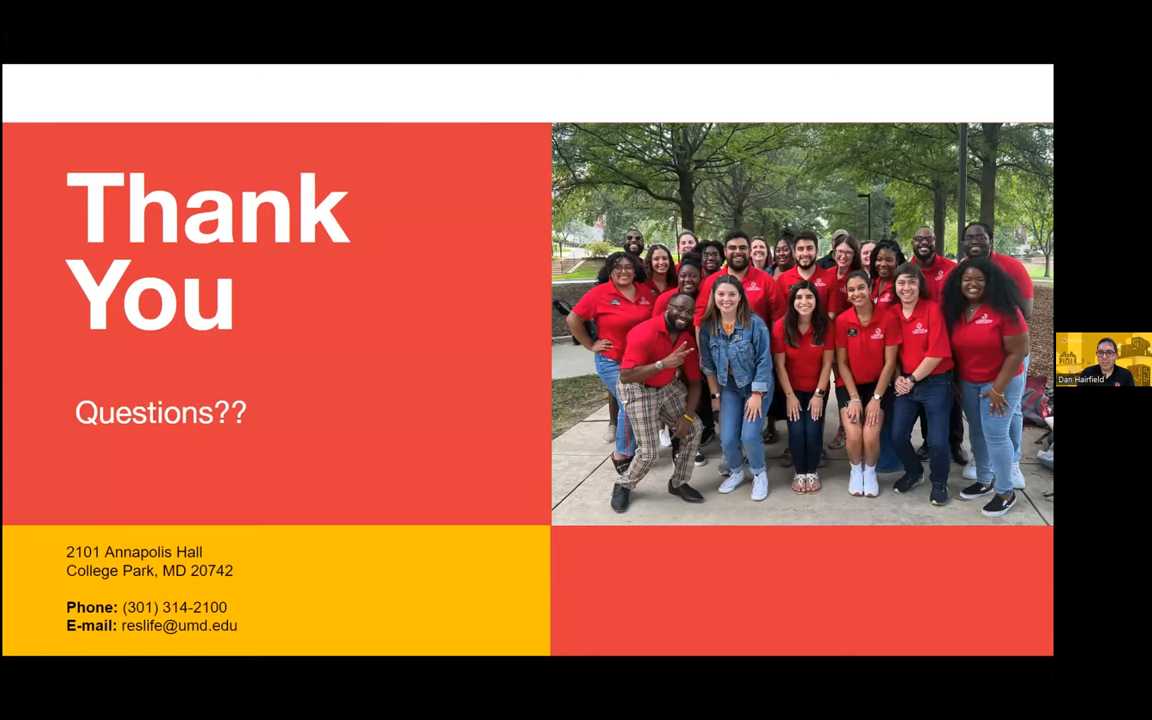 Thank
You
Questions??
2101 Annapolis Hall
College Park, MD 20742
Phone: (301) 314-2100
E-mail: reslife@umd.edu
Dan Hairfield